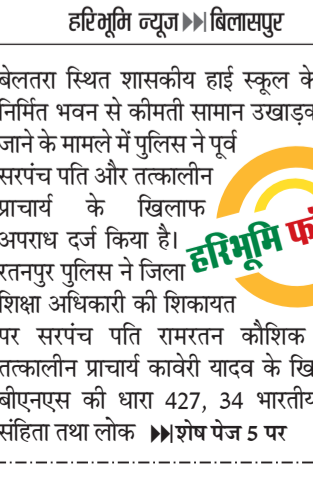 हरिभूमि न्यूज ▶▶| बिलासपुर
बेलतरा स्थित शासकीय हाई स्कूल के
निर्मित भवन से कीमती सामान उखाड़क
जाने के मामले में पुलिस ने पूर्व
सरपंच पति और तत्कालीन
प्राचार्य के खिलाफ
अपराध दर्ज किया है।
हरिभूमि फॉ
रतनपुर पुलिस ने जिला
शिक्षा अधिकारी की शिकायत
पर सरपंच पति रामरतन कौशिक
तत्कालीन प्राचार्य कावेरी यादव के खि
बीएनएस की धारा 427, 34 भारतीय
संहिता तथा लोक ▶▶|शेष पेज 5 पर